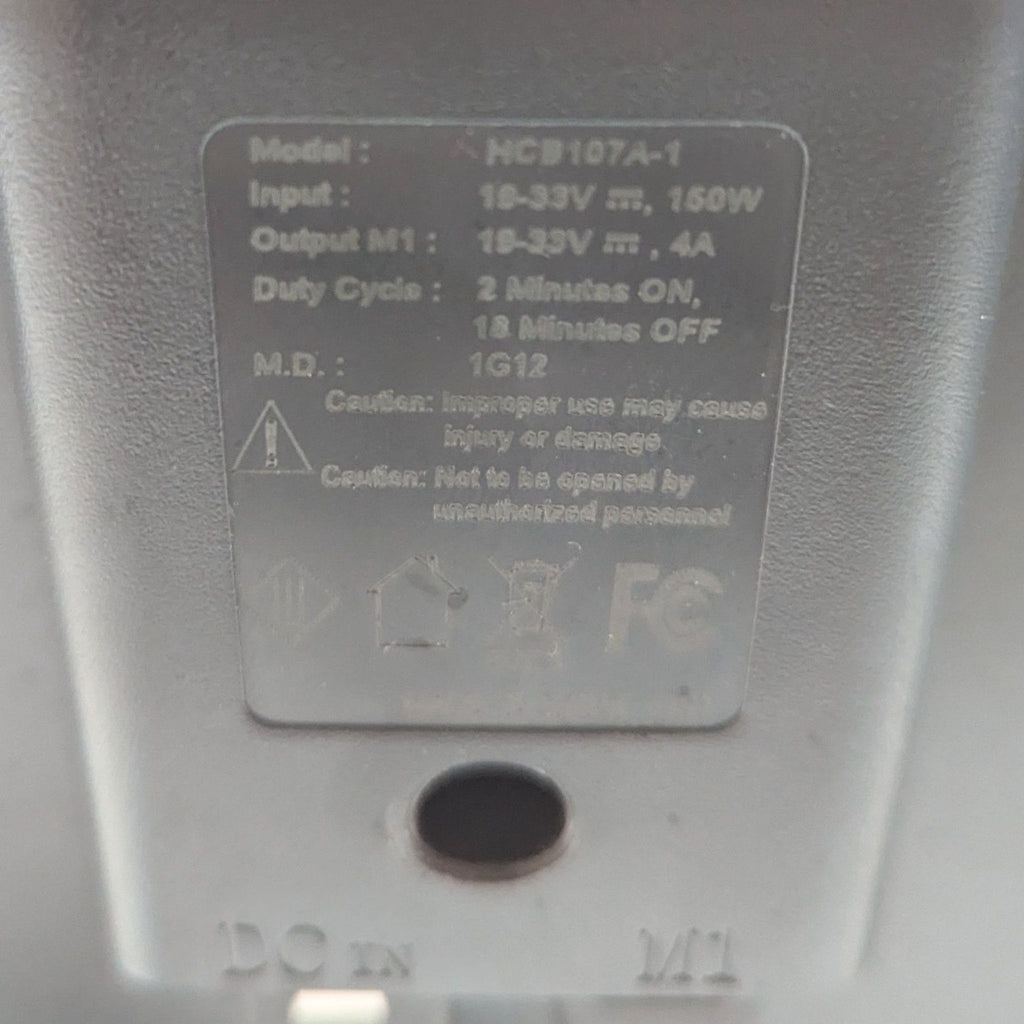 Model : HCB107A-1
Input : 18-33V ⎓, 150W
Output M1 : 18-33V ⎓, 4A
Duty Cycle : 2 Minutes ON,
18 Minutes OFF
M.D. : 1G12
Caution: Improper use may cause
injury or damage
Caution: Not to be opened by
unauthorized personnel
FC
DC IN M1